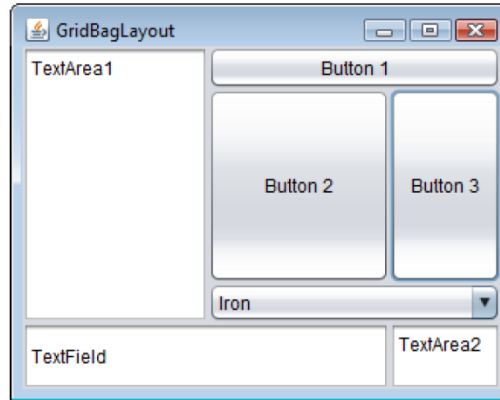 GridBagLayout
TextArea1
Button 1
Button 2
Button 3
Iron
TextField
TextArea2